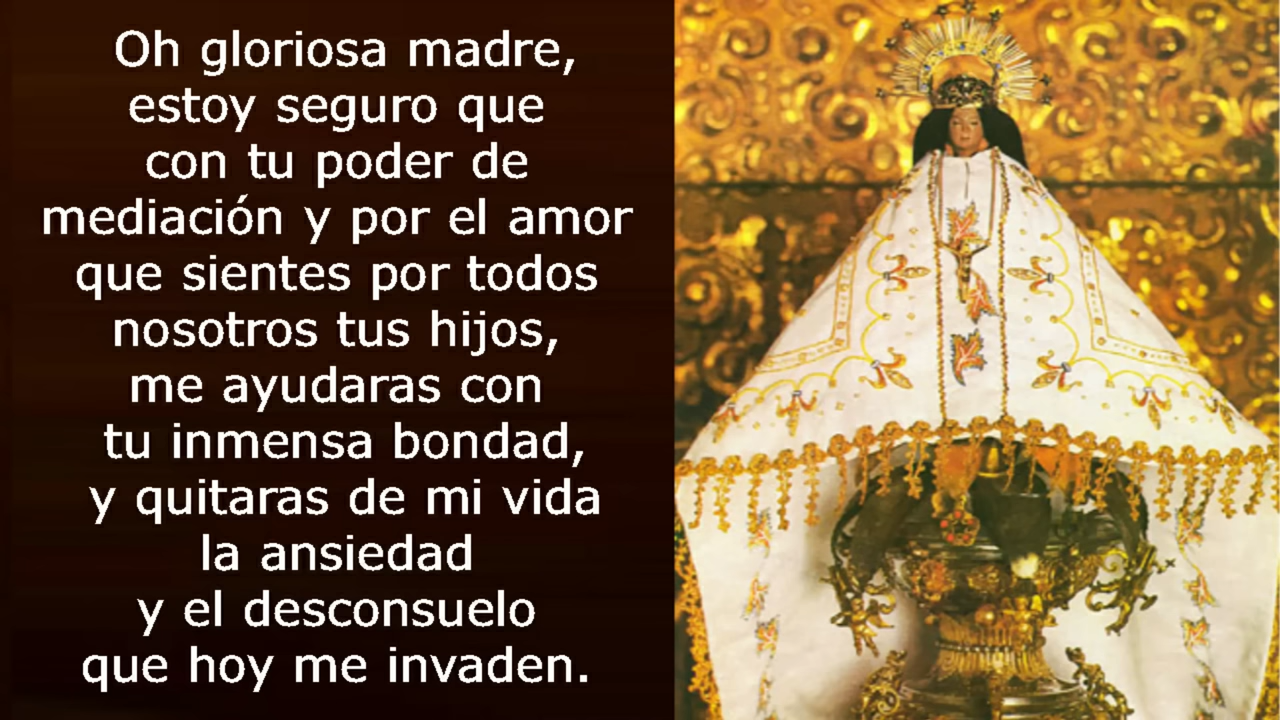 Oh gloriosa madre,
estoy seguro que
con tu poder de
mediación y por el amor
que sientes por todos
nosotros tus hijos,
me ayudaras con
tu inmensa bondad,
y quitaras de mi vida
la ansiedad
y el desconsuelo
que hoy me invaden.